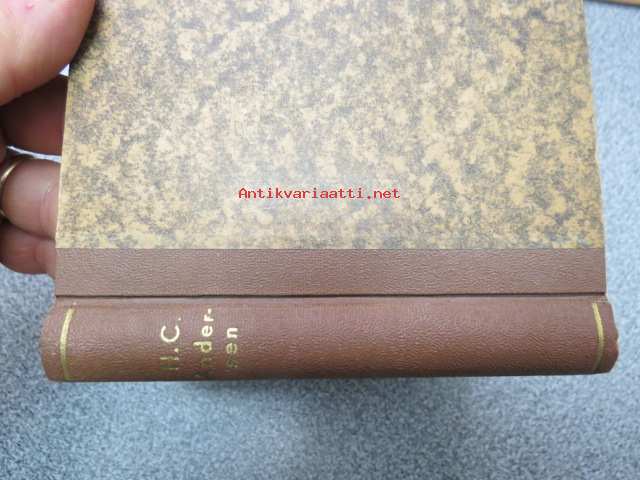 Antikvariaatti.net
H.C.
Ander-
sen